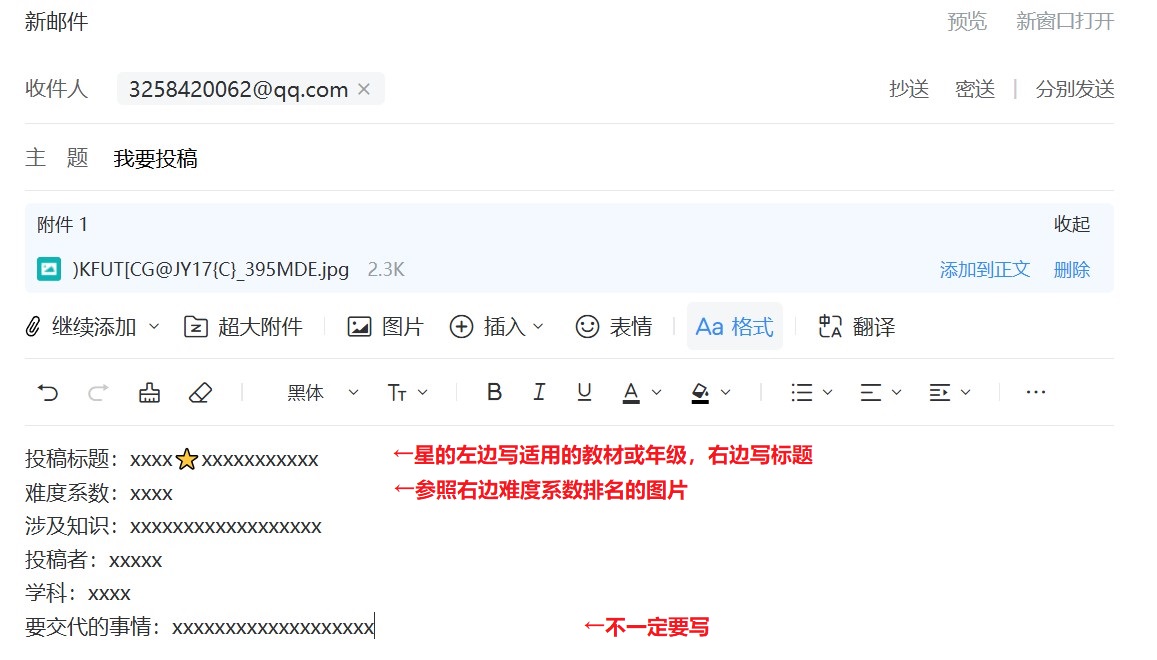 新邮件 预览 新窗口打开
收件人 3258420062@qq.com × 抄送 密送 | 分别发送
主 题 我要投稿
附件 1 收起
)KFUT[CG@JY17{C}_395MDE.jpg 2.3K 添加到正文 删除
继续添加 超大附件 图片 插入 表情 Aa 格式 翻译
黑体 TT B I U A ···
投稿标题：xxxx⭐xxxxxxxxxxx ←星的左边写适用的教材或年级，右边写标题
难度系数：xxxx ←参照右边难度系数排名的图片
涉及知识：xxxxxxxxxxxxxxxxxx
投稿者：xxxxx
学科：xxxx
要交代的事情：xxxxxxxxxxxxxxxxxxx ←不一定要写